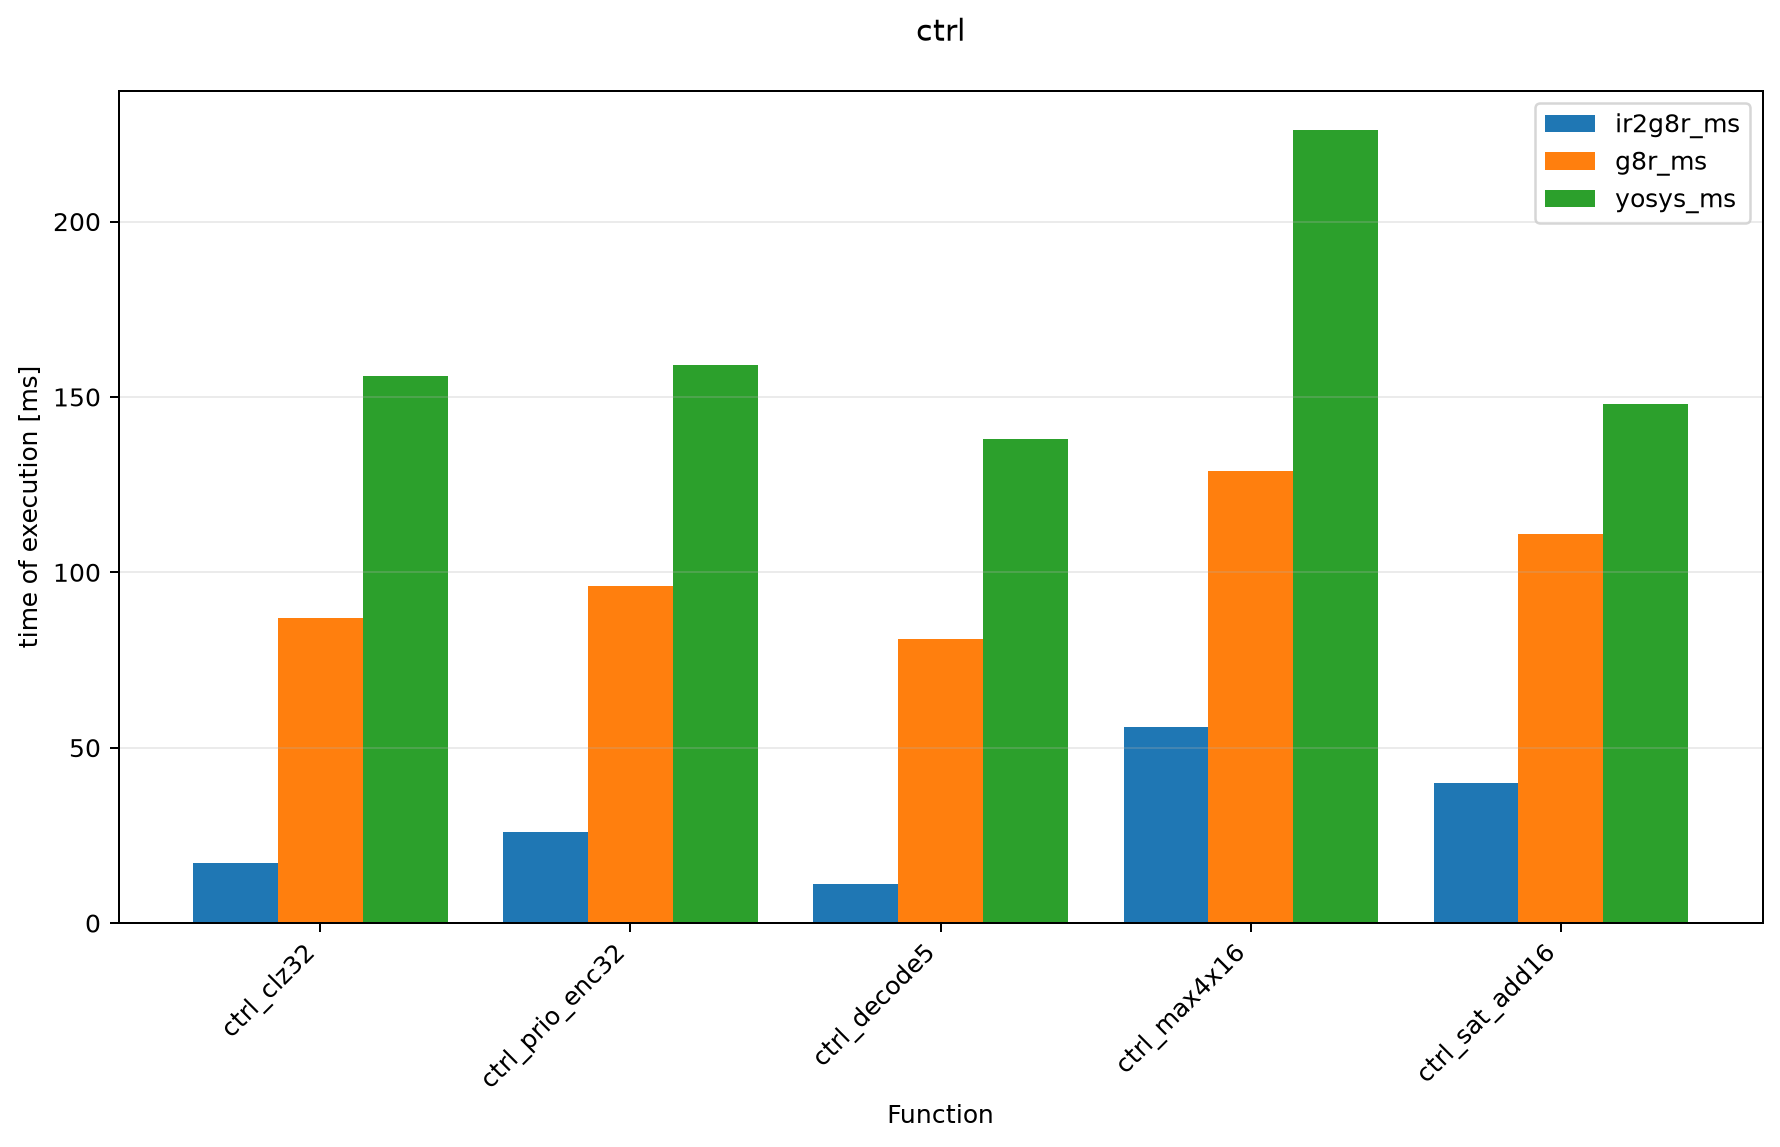 ctrl
ir2g8r_ms
g8r_ms
yosys_ms
time of execution [ms]
200
150
100
50
0
ctrl_clz32
ctrl_prio_enc32
ctrl_decode5
ctrl_max4x16
ctrl_sat_add16
Function